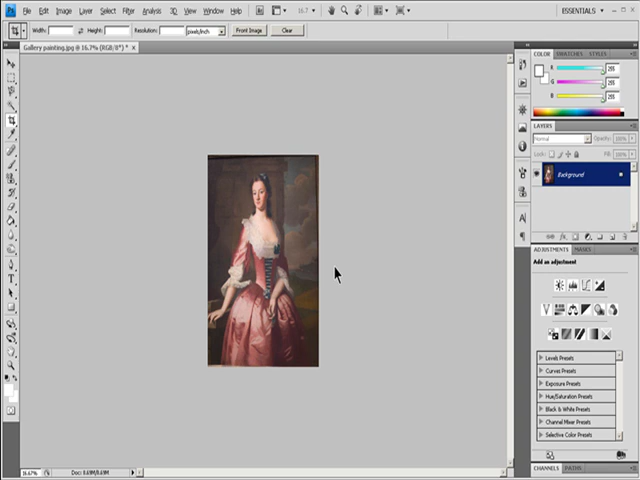 Ps File Edit Image Layer Select Filter Analysis 3D View Window Help 16.7 ESSENTIALS
Width: Height: Resolution: pixels/inch Front Image Clear
Gallery painting.jpg @ 16.7% (RGB/8*) * x
COLOR SWATCHES STYLES
R 255
G 255
B 255
LAYERS
Normal Opacity: 100%
Lock: Fill: 100%
Background
ADJUSTMENTS MASKS
Add an adjustment
Levels Presets
Curves Presets
Exposure Presets
Hue/Saturation Presets
Black & White Presets
Channel Mixer Presets
Selective Color Presets
CHANNELS PATHS
16.67% Doc: 8.69M/8.69M